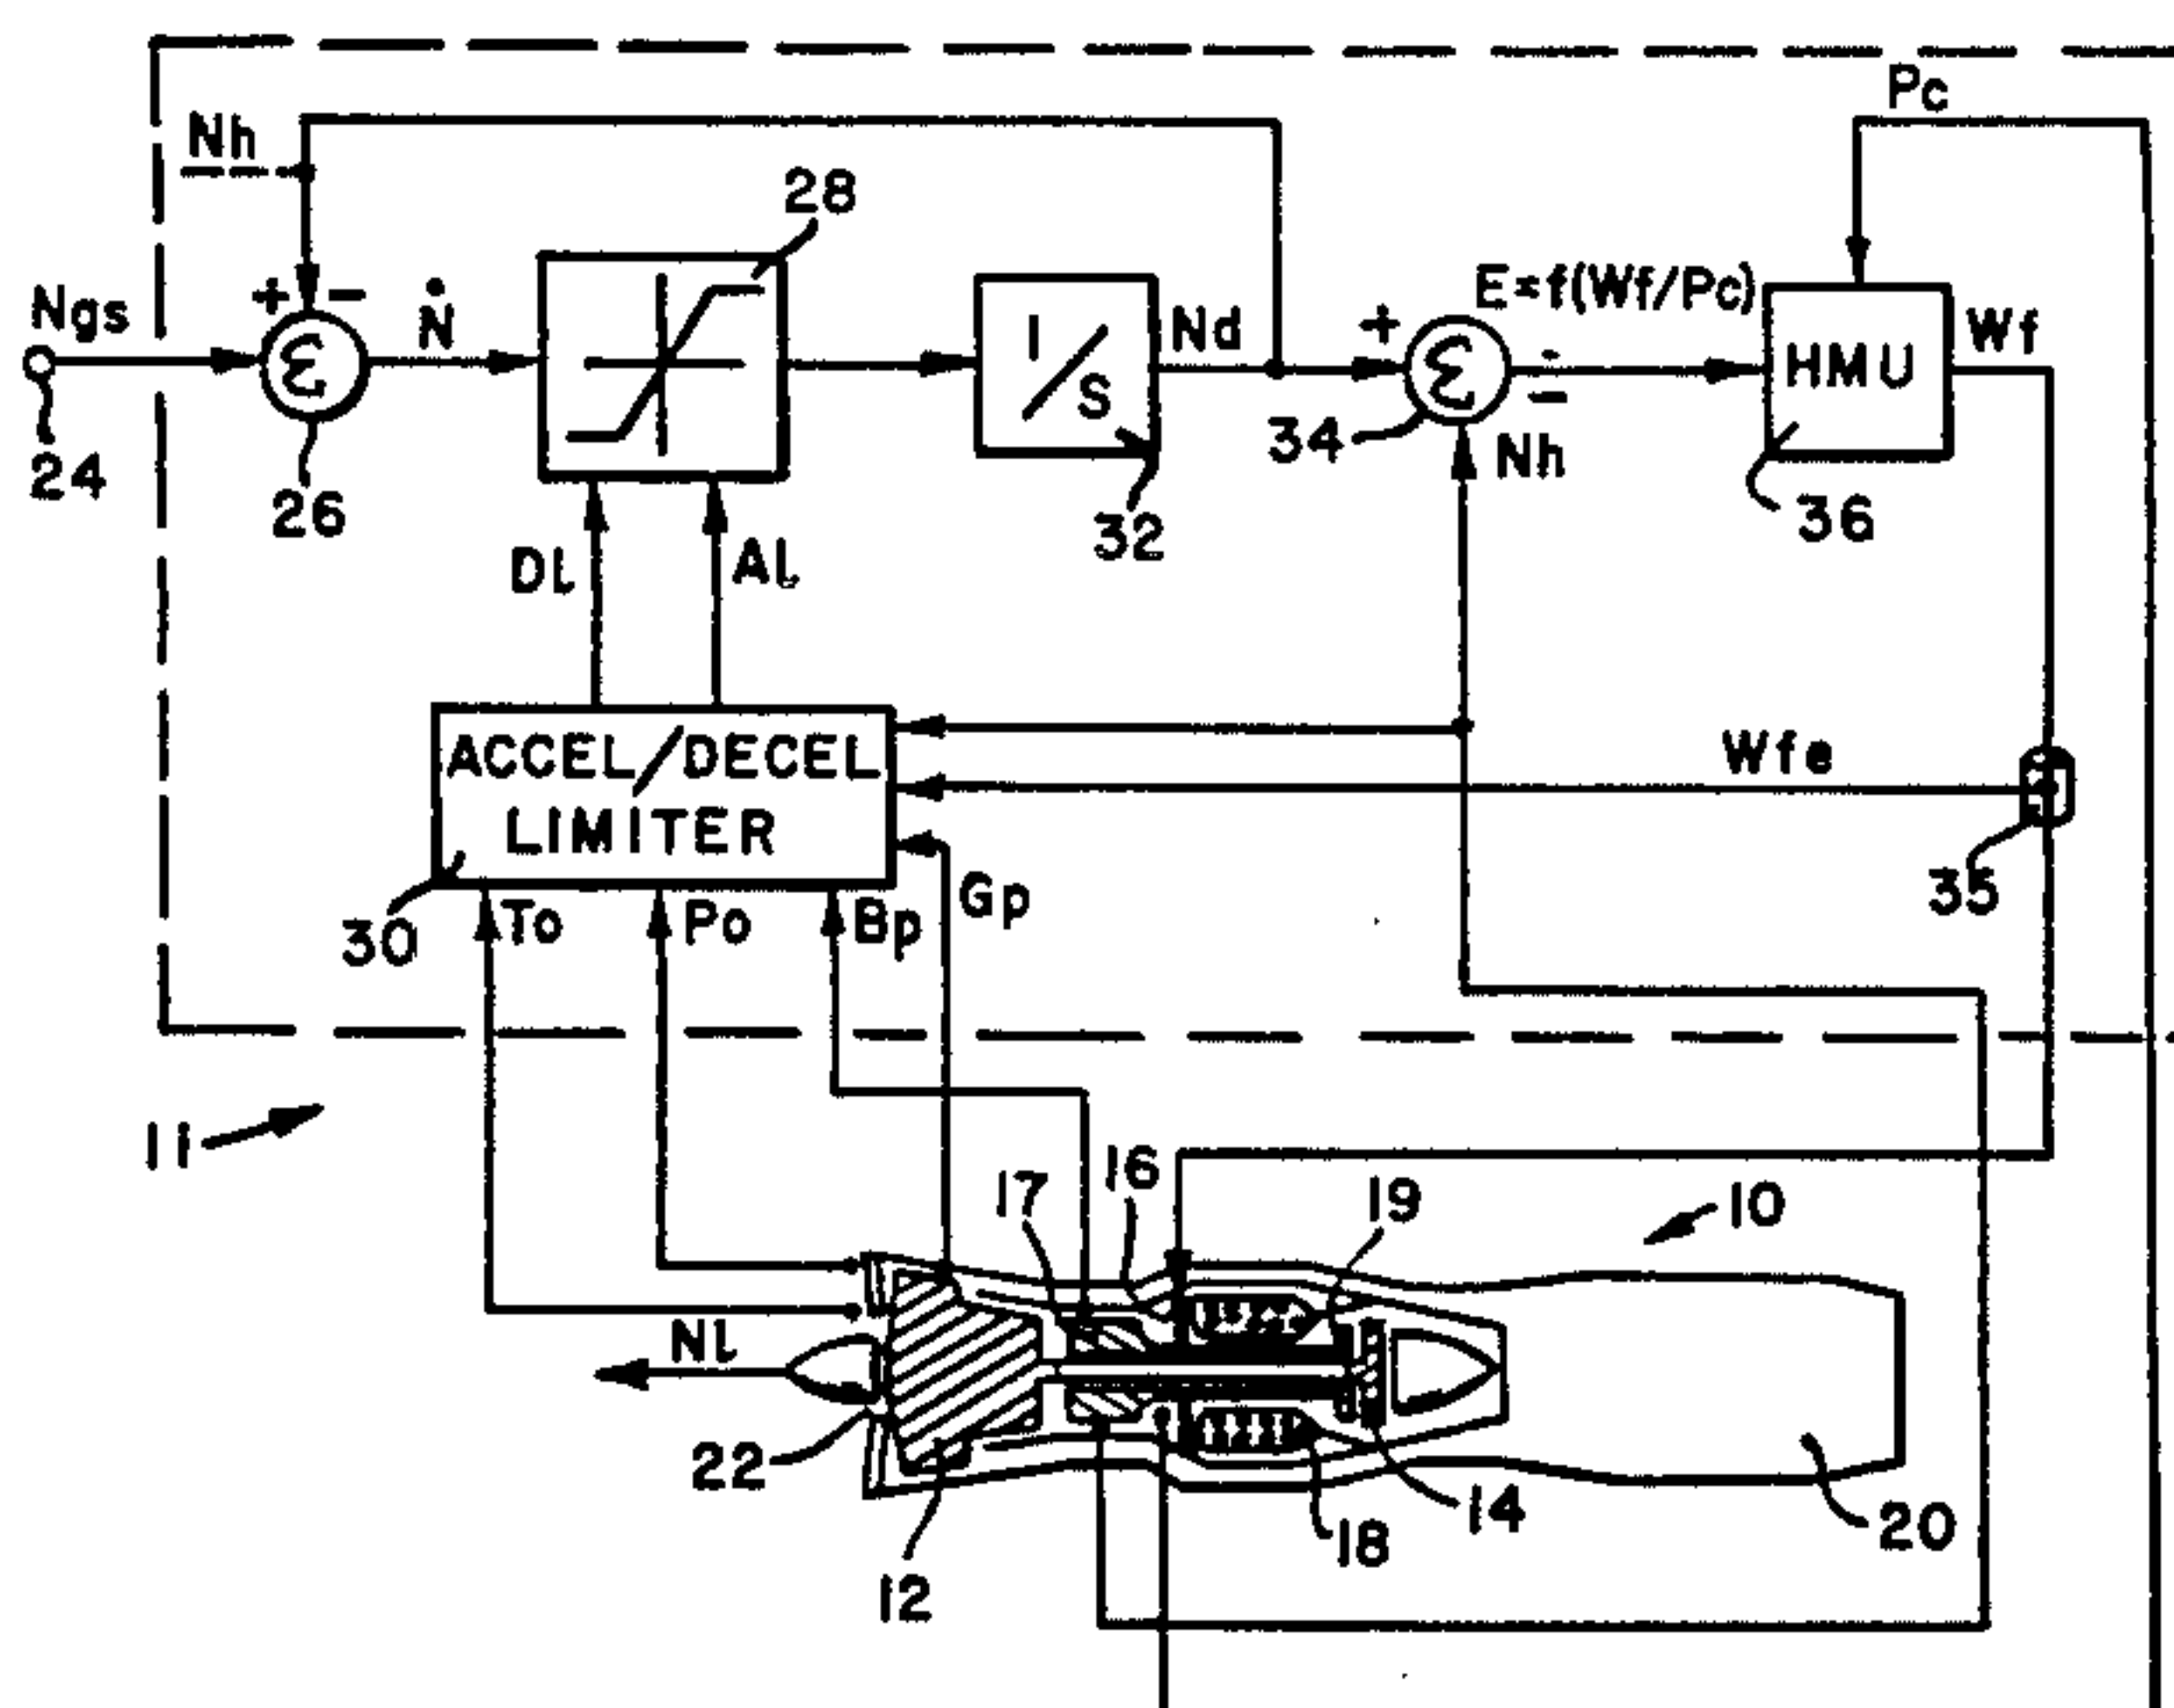 Pc
Nh
28
Ngs
+ −
Ṅ
I/S
Nd
+
E=f(Wf/Pc)
HMU
Wf
Σ
Σ
−
24
26
34
Nh
32
36
Dl
Al
ACCEL/DECEL
LIMITER
Wfe
35
30
To
Po
Bp
Gp
11
17
16
19
10
Nl
22
12
18
14
20